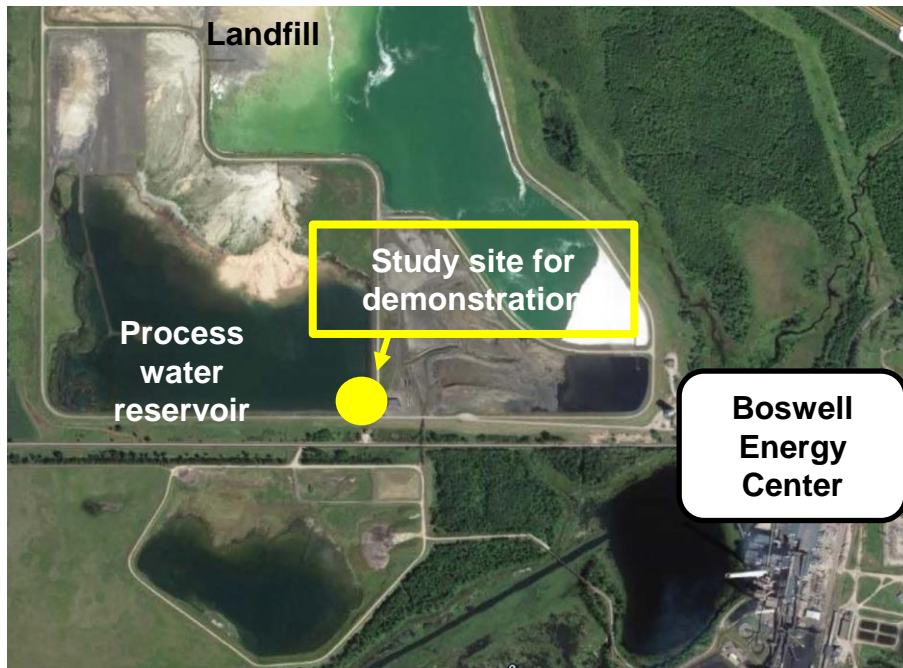 Landfill
Study site for
demonstration
Process
water
reservoir
Boswell
Energy
Center